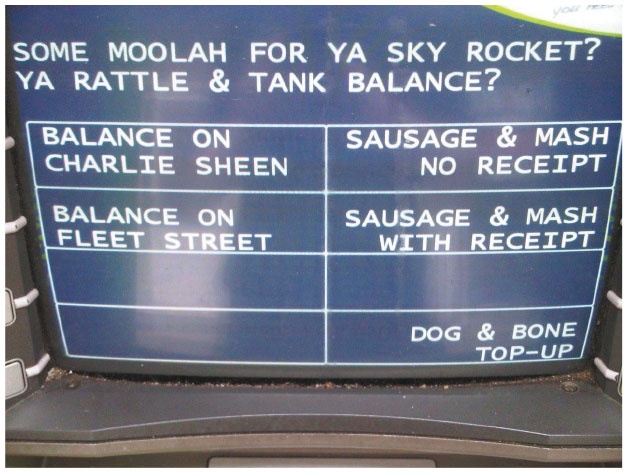 SOME MOOLAH FOR YA SKY ROCKET?
YA RATTLE & TANK BALANCE?
BALANCE ON
CHARLIE SHEEN
SAUSAGE & MASH
NO RECEIPT
BALANCE ON
FLEET STREET
SAUSAGE & MASH
WITH RECEIPT
DOG & BONE
TOP-UP